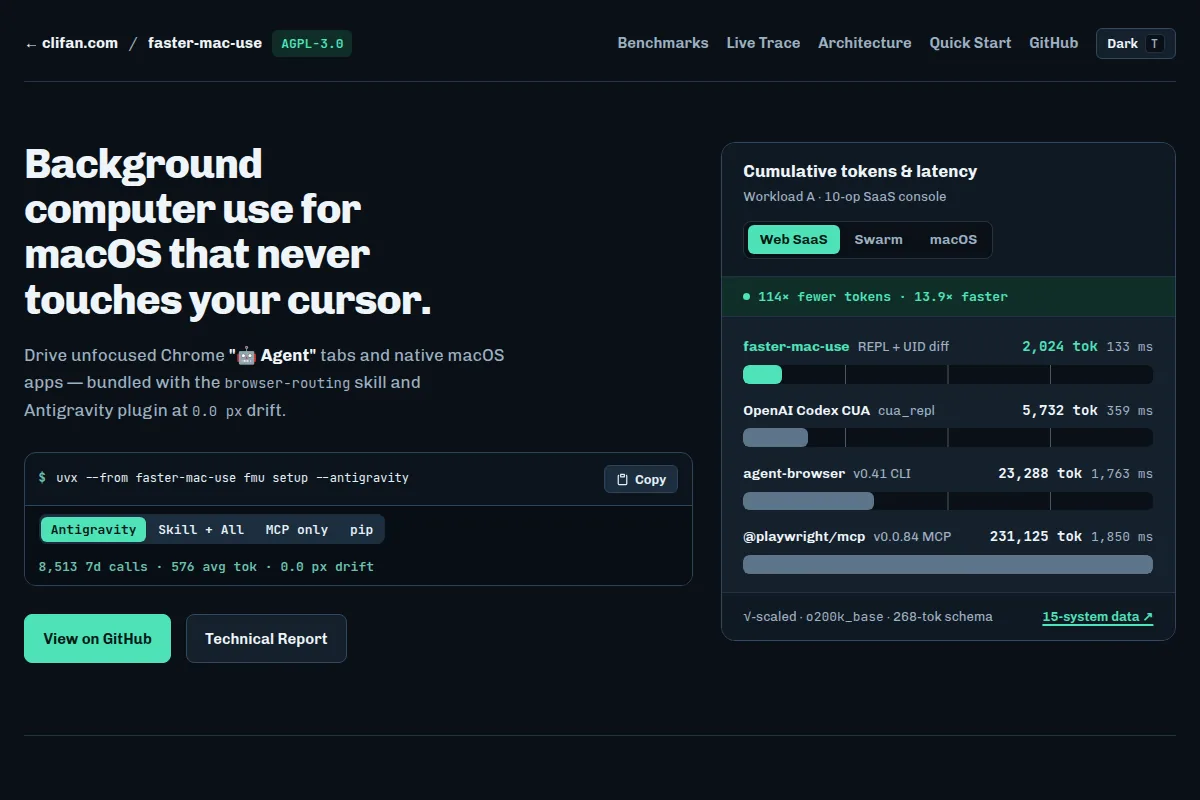 ← clifan.com / faster-mac-use AGPL-3.0
Benchmarks Live Trace Architecture Quick Start GitHub Dark T
Background
computer use for
macOS that never
touches your cursor.
Drive unfocused Chrome "🤖 Agent" tabs and native macOS
apps — bundled with the browser-routing skill and
Antigravity plugin at 0.0 px drift.
$ uvx --from faster-mac-use fmu setup --antigravity Copy
Antigravity Skill + All MCP only pip
8,513 7d calls · 576 avg tok · 0.0 px drift
View on GitHub Technical Report
Cumulative tokens & latency
Workload A · 10-op SaaS console
Web SaaS Swarm macOS
114× fewer tokens · 13.9× faster
faster-mac-use REPL + UID diff 2,024 tok 133 ms
OpenAI Codex CUA cua_repl 5,732 tok 359 ms
agent-browser v0.41 CLI 23,288 tok 1,763 ms
@playwright/mcp v0.0.84 MCP 231,125 tok 1,850 ms
√-scaled · o200k_base · 268-tok schema 15-system data ↗